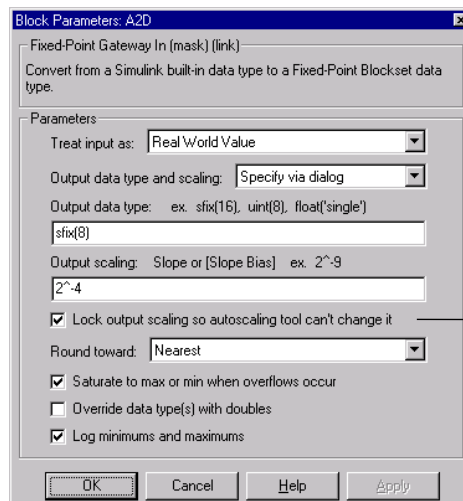 Block Parameters: A2D
Fixed-Point Gateway In (mask) (link)
Convert from a Simulink built-in data type to a Fixed-Point Blockset data
type.
Parameters
Treat input as: Real World Value
Output data type and scaling: Specify via dialog
Output data type: ex. sfix(16), uint(8), float('single')
sfix(8)
Output scaling: Slope or [Slope Bias] ex. 2^-9
2^-4
Lock output scaling so autoscaling tool can't change it
Round toward: Nearest
Saturate to max or min when overflows occur
Override data type(s) with doubles
Log minimums and maximums
OK Cancel Help Apply